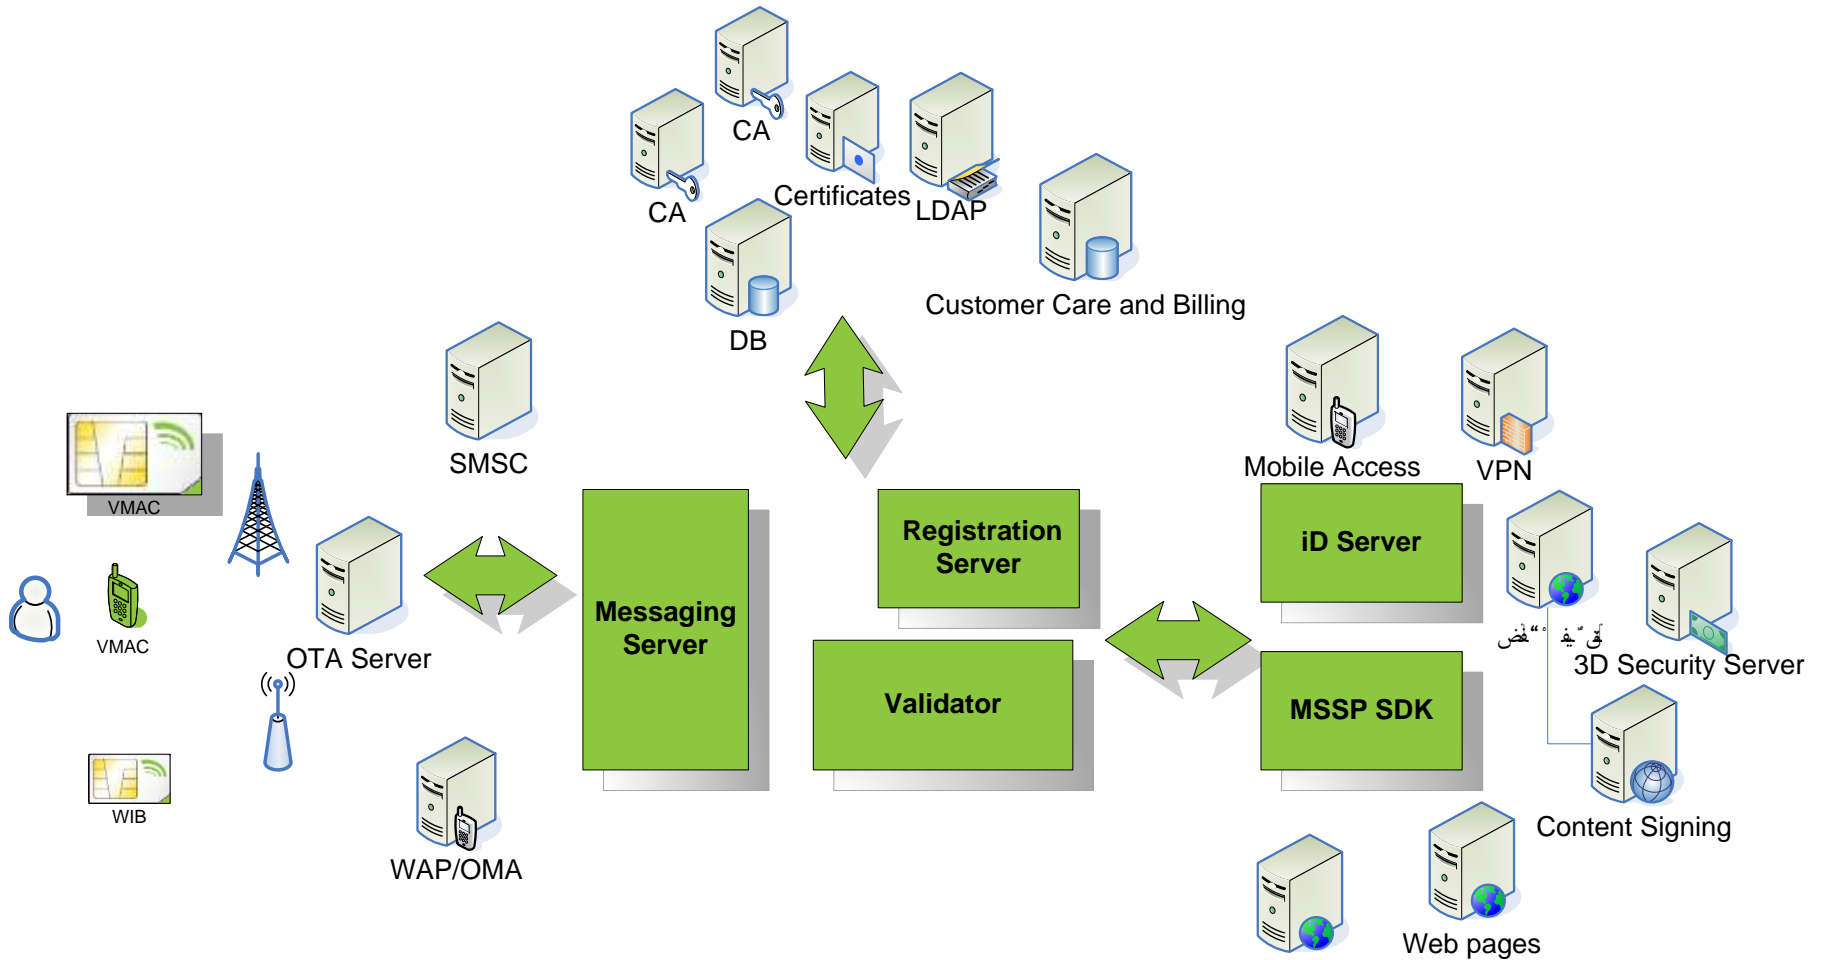 CA
CA
Certificates
LDAP
DB
Customer Care and Billing
SMSC
Mobile Access
VPN
VMAC
VMAC
WIB
OTA Server
WAP/OMA
Messaging
Server
Registration
Server
Validator
iD Server
MSSP SDK
3D Security Server
Content Signing
Web pages